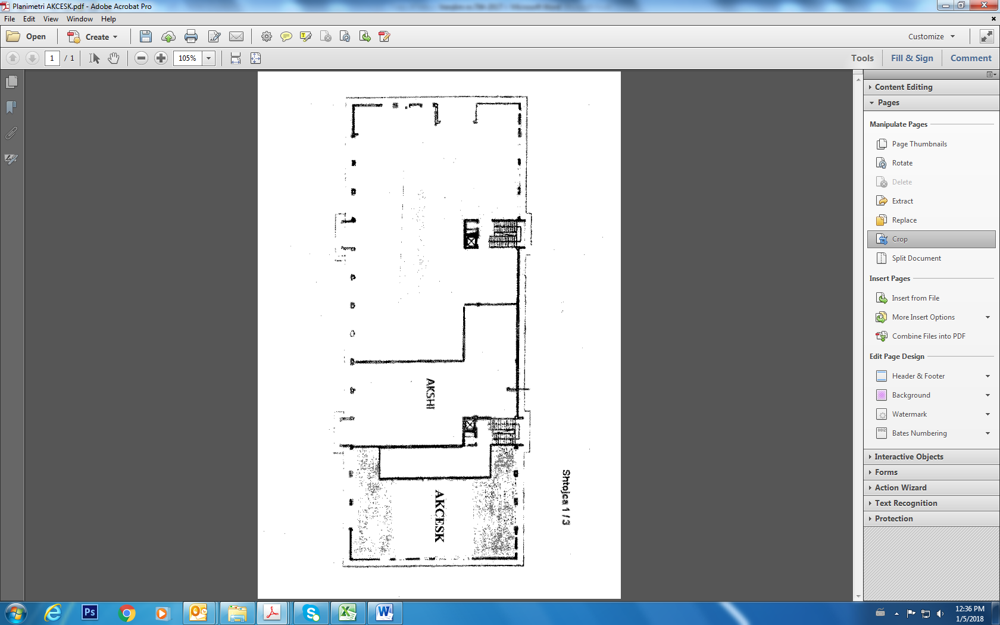 Planimetri AKCESK.pdf - Adobe Acrobat Pro
File Edit View Window Help
Open Create Customize
1 / 1 105% Tools Fill & Sign Comment
AKSHI
AKCESK
Shtojca 1 / 3
Content Editing
Pages
Manipulate Pages
Page Thumbnails
Rotate
Delete
Extract
Replace
Crop
Split Document
Insert Pages
Insert from File
More Insert Options
Combine Files into PDF
Edit Page Design
Header & Footer
Background
Watermark
Bates Numbering
Interactive Objects
Forms
Action Wizard
Text Recognition
Protection
Ps
12:36 PM
1/5/2018